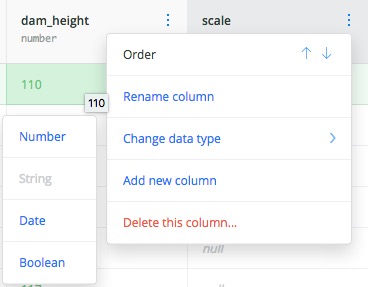 dam_height
scale
number
Order
110
110
Rename column
Number
Change data type
String
Add new column
Date
Delete this column...
Boolean
null